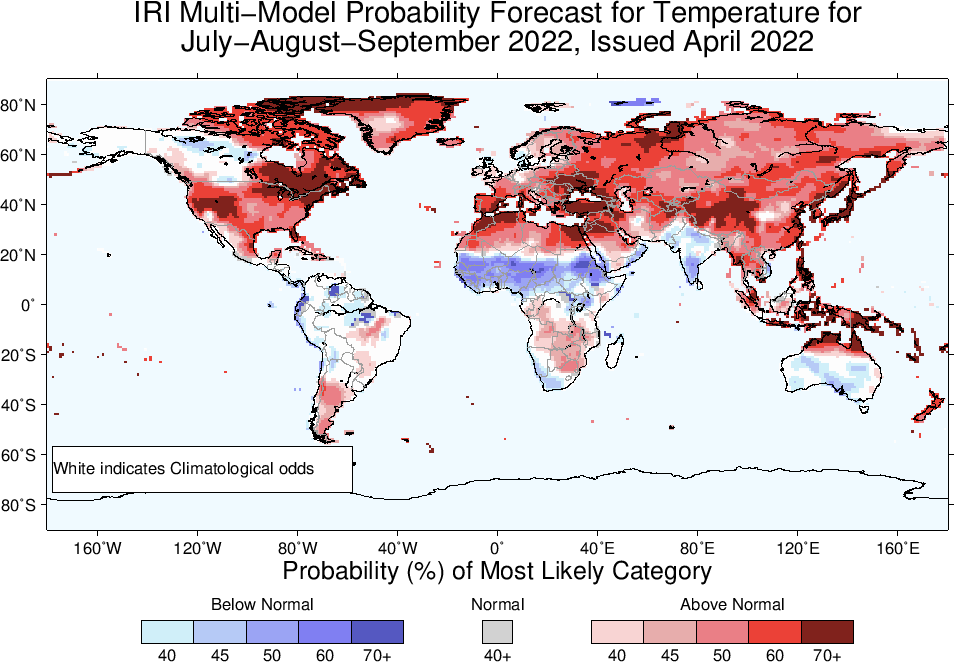 IRI Multi−Model Probability Forecast for Temperature for
July−August−September 2022, Issued April 2022
80˚N
60˚N
40˚N
20˚N
0˚
20˚S
40˚S
60˚S
80˚S
White indicates Climatological odds
160˚W 120˚W 80˚W 40˚W 0˚ 40˚E 80˚E 120˚E 160˚E
Probability (%) of Most Likely Category
Below Normal Normal Above Normal
40 45 50 60 70+ 40+ 40 45 50 60 70+